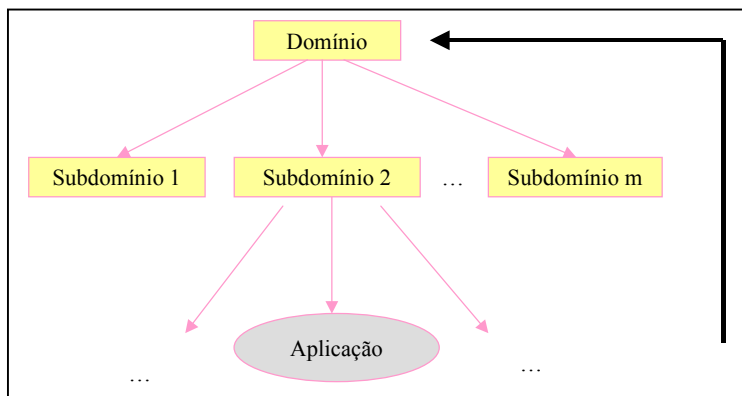 Domínio
Subdomínio 1
Subdomínio 2
...
Subdomínio m
Aplicação
...
...